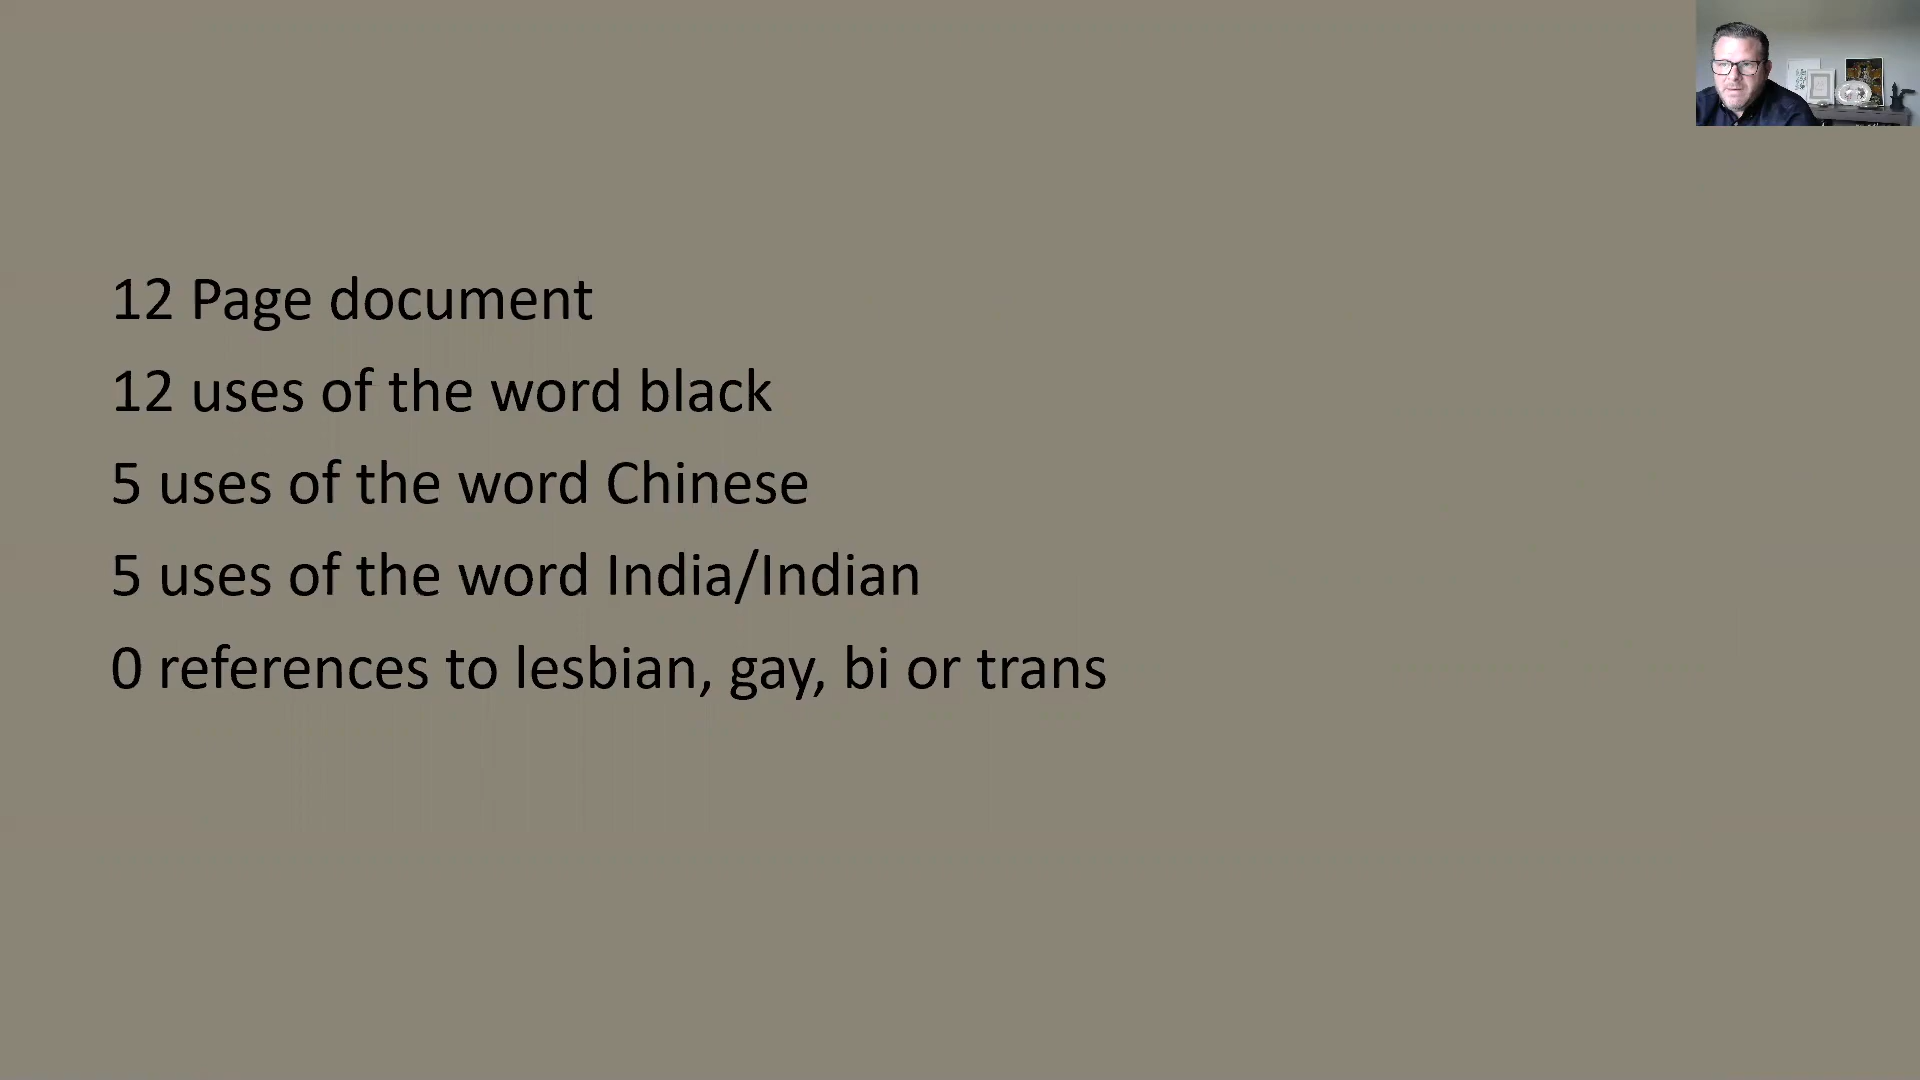 12 Page document
12 uses of the word black
5 uses of the word Chinese
5 uses of the word India/Indian
0 references to lesbian, gay, bi or trans